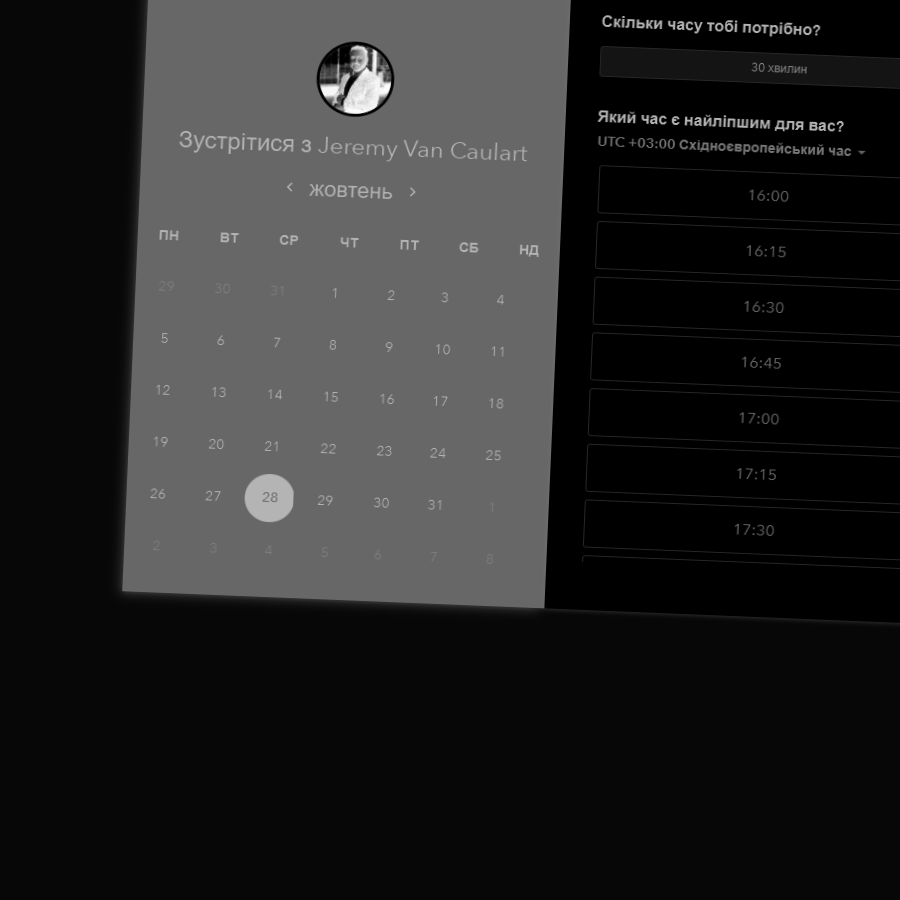 Зустрітися з Jeremy Van Caulart
жовтень
ПН ВТ СР ЧТ ПТ СБ НД
29 30 31 1 2 3 4
5 6 7 8 9 10 11
12 13 14 15 16 17 18
19 20 21 22 23 24 25
26 27 28 29 30 31 1
2 3 4 5 6 7 8
Скільки часу тобі потрібно?
30 хвилин
Який час є найліпшим для вас?
UTC +03:00 Східноєвропейський час
16:00
16:15
16:30
16:45
17:00
17:15
17:30